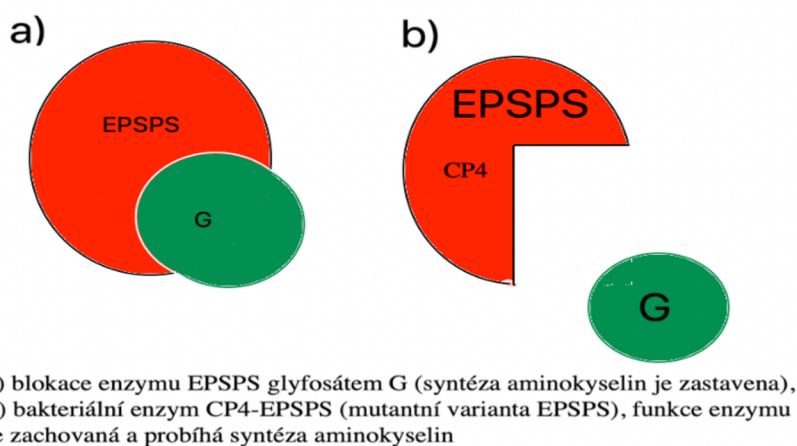 a)
b)
EPSPS
EPSPS
CP4
G
G
) blokace enzymu EPSPS glyfosátem G (syntéza aminokyselin je zastavena),
) bakteriální enzym CP4-EPSPS (mutantní varianta EPSPS), funkce enzymu
e zachovaná a probíhá syntéza aminokyselin